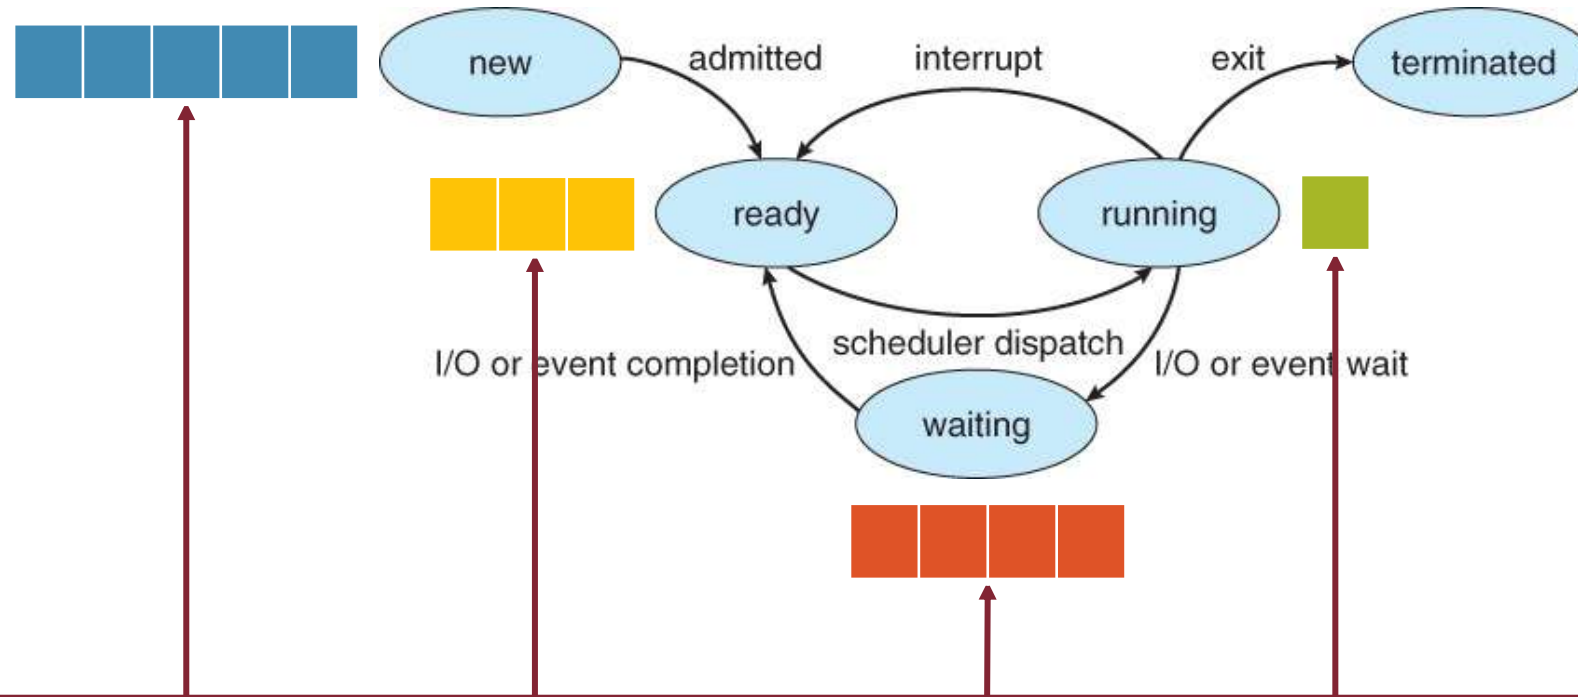 new
admitted
interrupt
exit
terminated
ready
running
scheduler dispatch
I/O or event completion
I/O or event wait
waiting